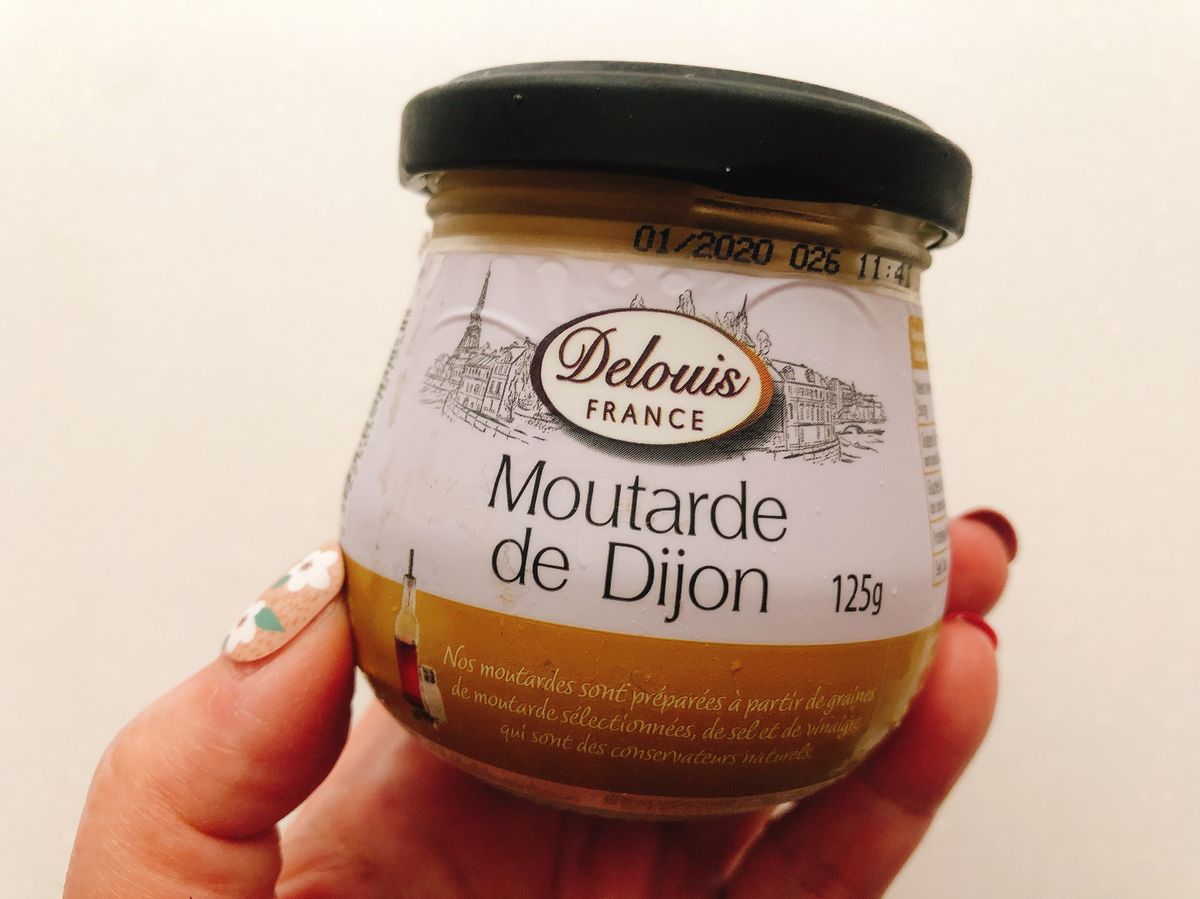 01/2020 026 11:41
Delouis
FRANCE
Moutarde
de Dijon
125g
Nos moutardes sont préparées à partir de graines
de moutarde sélectionnées, de sel et de vinaigre
qui sont des conservateurs naturels